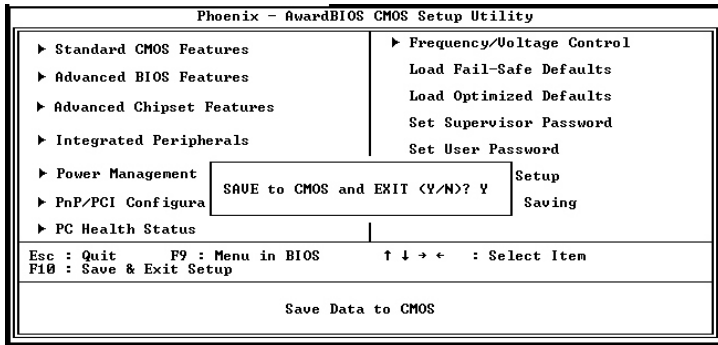 Phoenix - AwardBIOS CMOS Setup Utility
▶ Standard CMOS Features
▶ Advanced BIOS Features
▶ Advanced Chipset Features
▶ Integrated Peripherals
▶ Power Management
▶ PnP/PCI Configura
▶ PC Health Status
▶ Frequency/Voltage Control
Load Fail-Safe Defaults
Load Optimized Defaults
Set Supervisor Password
Set User Password
Setup
Saving
SAVE to CMOS and EXIT (Y/N)? Y
Esc : Quit F9 : Menu in BIOS ↑ ↓ → ← : Select Item
F10 : Save & Exit Setup
Save Data to CMOS